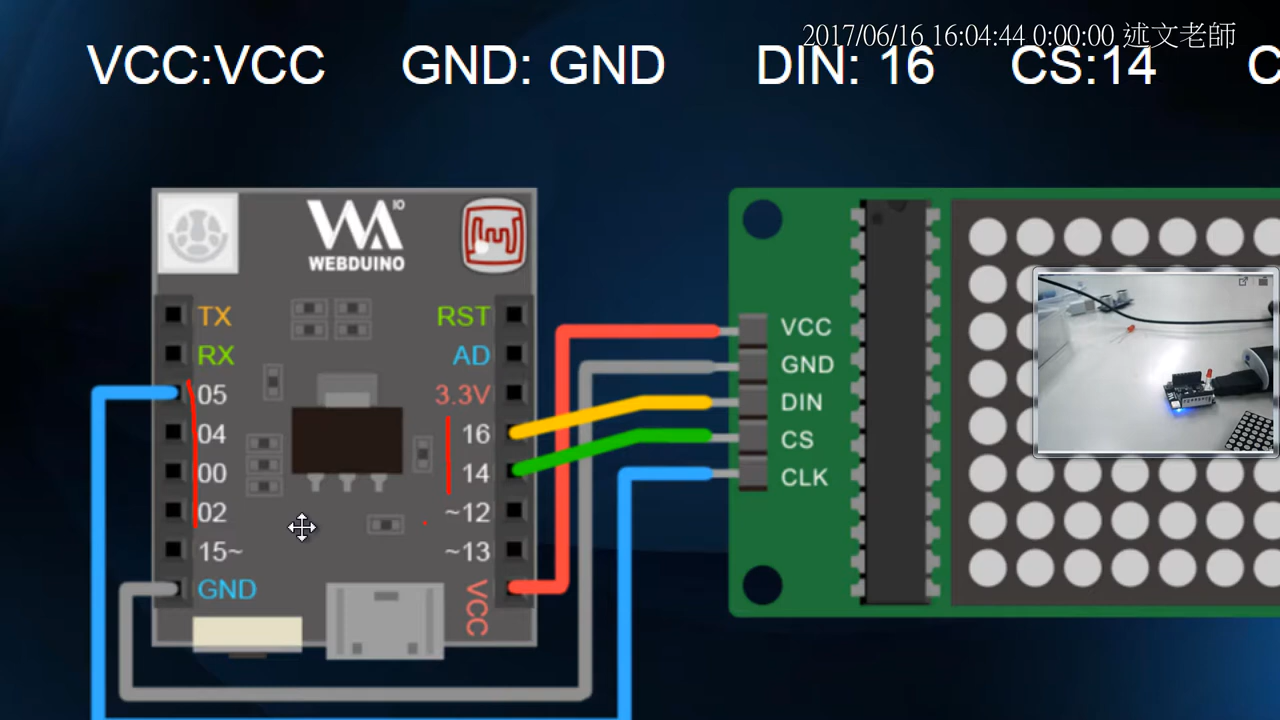 2017/06/16 16:04:44 0:00:00 述文老師
VCC:VCC GND: GND DIN: 16 CS:14 C
IO
WEBDUINO
TX RST
RX AD
05 3.3V
04 16
00 14
02 ~12
15~ ~13
GND VCC
VCC
GND
DIN
CS
CLK